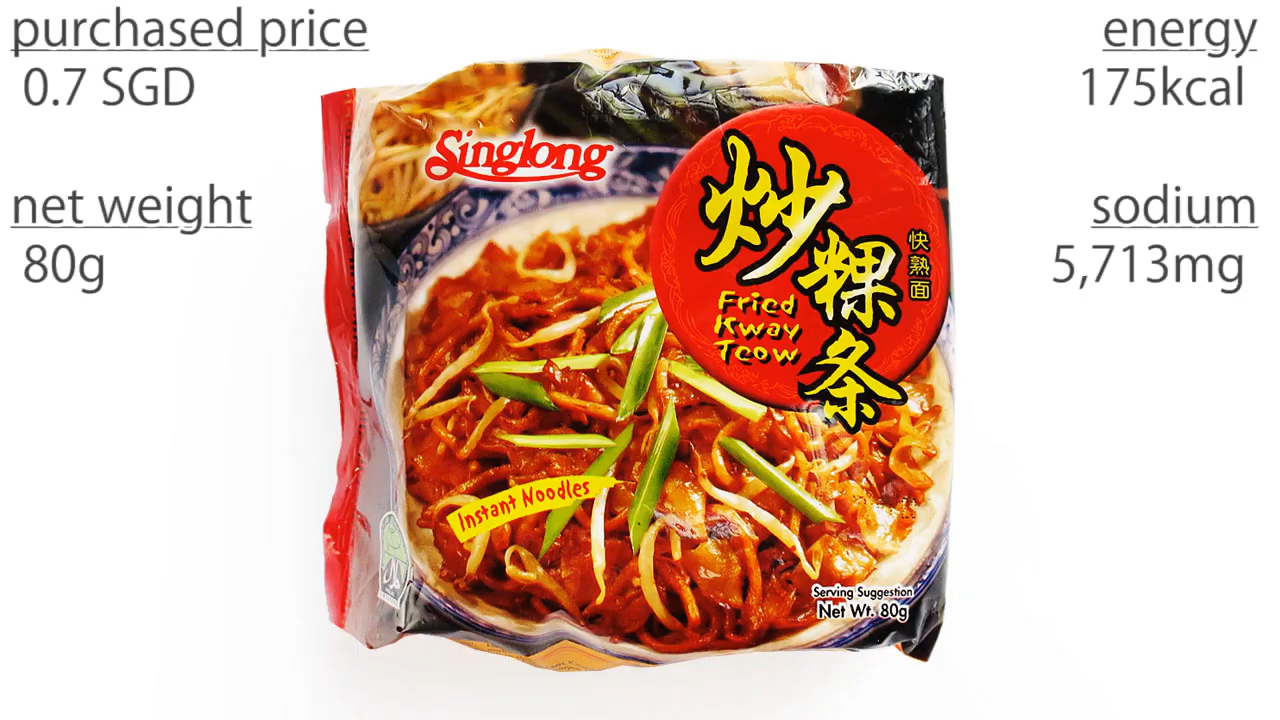 purchased price
0.7 SGD
net weight
80g
energy
175kcal
sodium
5,713mg
Singlong
炒粿条
快熟面
Fried
Kway
Teow
Instant Noodles
Serving Suggestion
Net Wt. 80g